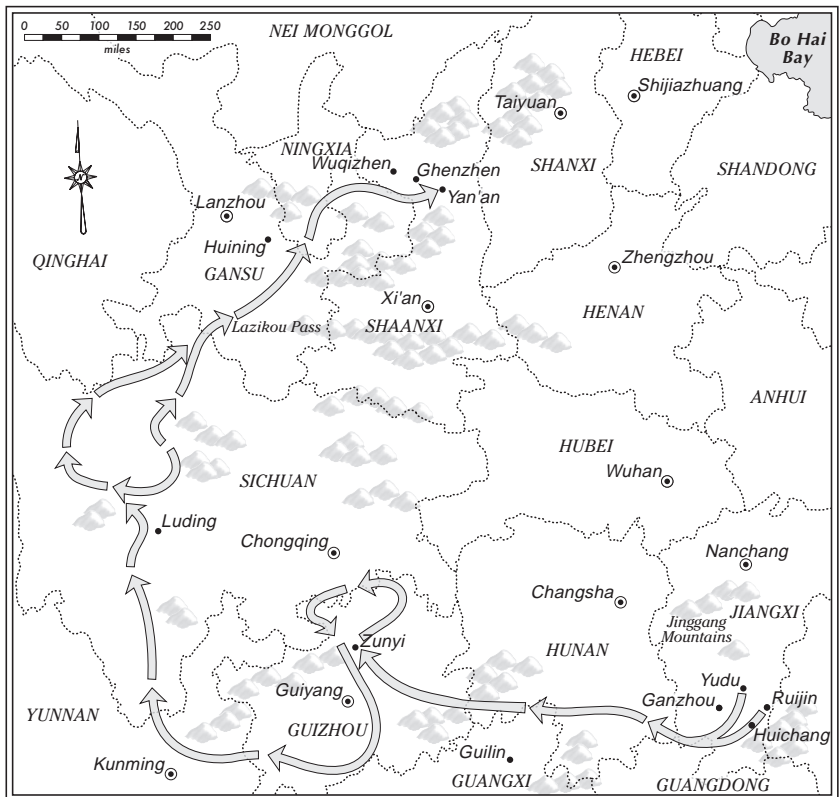 0 50 100 150 200 250
miles
NEI MONGGOL
Bo Hai
Bay
HEBEI
Shijiazhuang
Taiyuan
NINGXIA
SHANXI
Wuqizhen
Ghenzhen
Yan'an
SHANDONG
N
Lanzhou
Huining
GANSU
QINGHAI
Zhengzhou
Xi'an
Lazikou Pass
SHAANXI
HENAN
ANHUI
HUBEI
Wuhan
SICHUAN
Luding
Chongqing
Nanchang
Changsha
JIANGXI
Jinggang
Mountains
HUNAN
Zunyi
Yudu
Ganzhou
Ruijin
Huichang
Guiyang
GUIZHOU
YUNNAN
Kunming
Guilin
GUANGXI
GUANGDONG